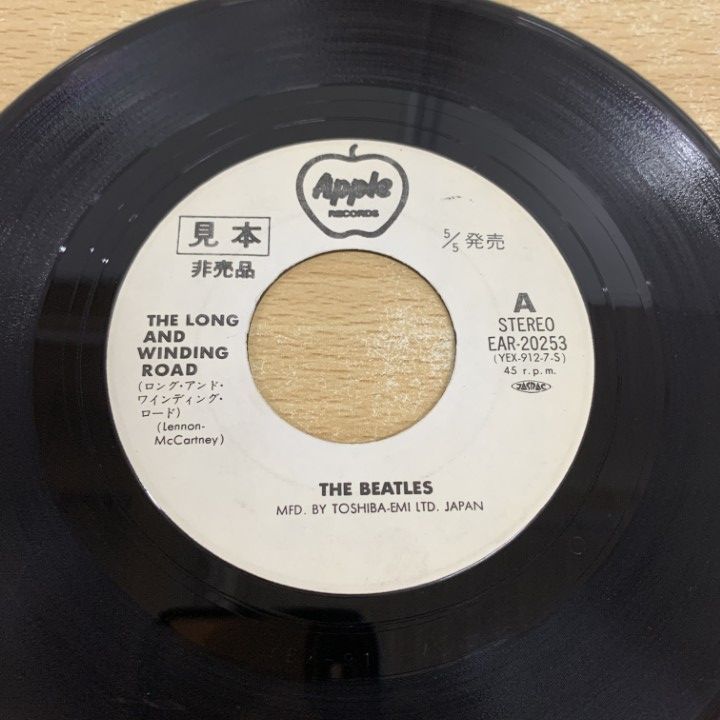 Apple
RECORDS
見本
非売品
5/5 発売
THE LONG
AND
WINDING
ROAD
(ロング・アンド・
ワインディング・
ロード)
(Lennon-
McCartney)
A
STEREO
EAR-20253
(YEX-912-7-S)
45 r.p.m.
JASRAC
THE BEATLES
MFD. BY TOSHIBA-EMI LTD. JAPAN